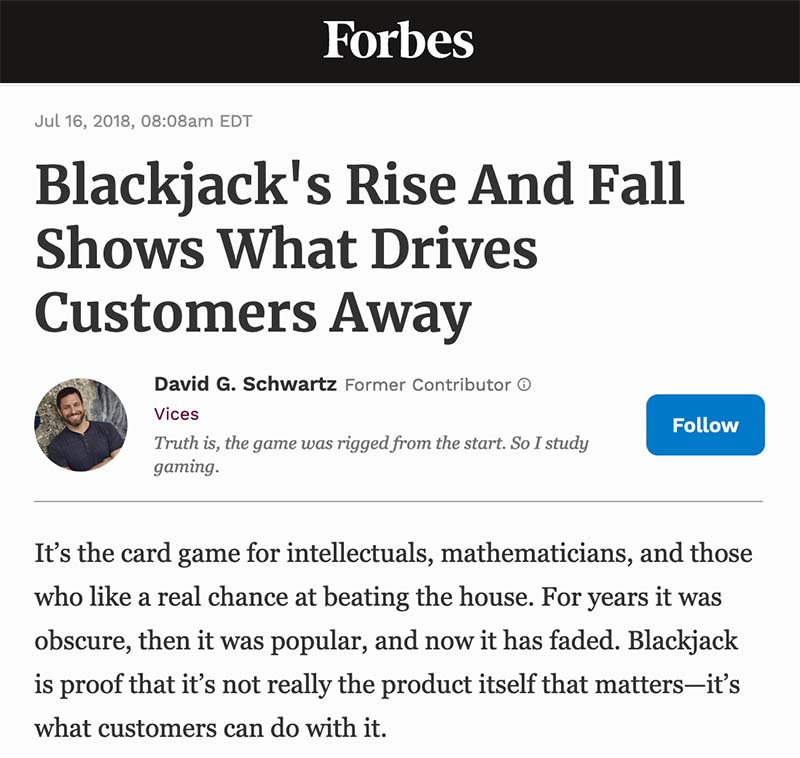 Forbes
Jul 16, 2018, 08:08am EDT
Blackjack's Rise And Fall
Shows What Drives
Customers Away
David G. Schwartz Former Contributor ⓘ
Vices
Truth is, the game was rigged from the start. So I study
gaming.
Follow
It’s the card game for intellectuals, mathematicians, and those
who like a real chance at beating the house. For years it was
obscure, then it was popular, and now it has faded. Blackjack
is proof that it’s not really the product itself that matters—it’s
what customers can do with it.